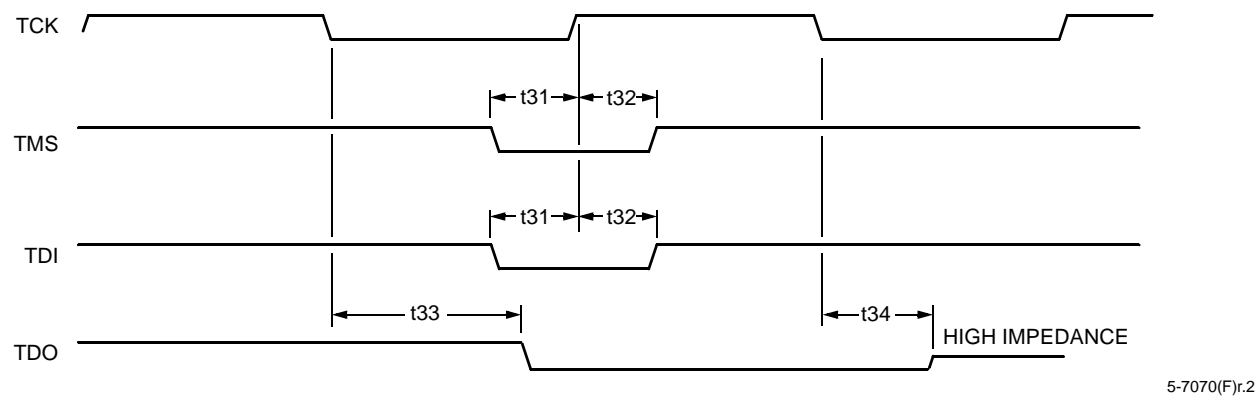 TCK
t31 t32
TMS
t31 t32
TDI
t33 t34
HIGH IMPEDANCE
TDO
5-7070(F)r.2